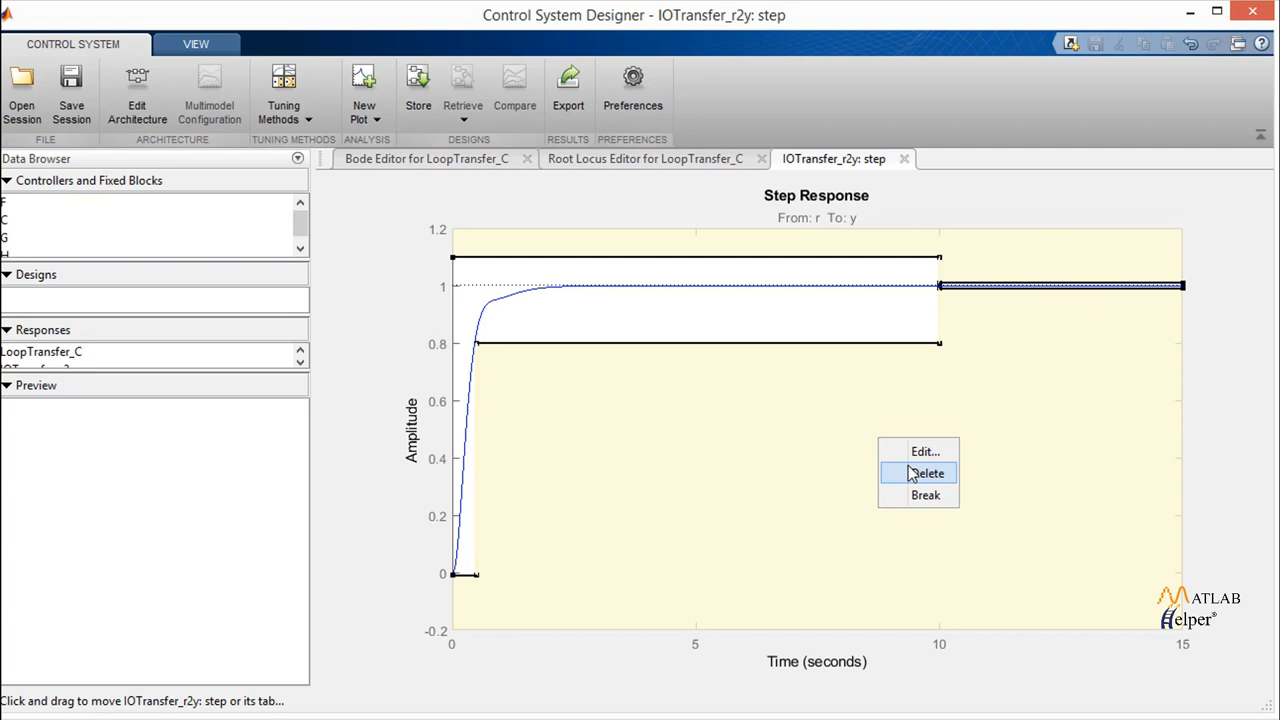 Control System Designer - IOTransfer_r2y: step
CONTROL SYSTEM
VIEW
Open Session
Save Session
Edit Architecture
Multimodel Configuration
Tuning Methods
New Plot
Store
Retrieve
Compare
Export
Preferences
FILE
ARCHITECTURE
TUNING METHODS
ANALYSIS
DESIGNS
RESULTS
PREFERENCES
Data Browser
Controllers and Fixed Blocks
F
C
G
H
Designs
Responses
LoopTransfer_C
Preview
Bode Editor for LoopTransfer_C
Root Locus Editor for LoopTransfer_C
IOTransfer_r2y: step
Step Response
From: r To: y
1.2
1
0.8
0.6
0.4
0.2
0
-0.2
Amplitude
0
5
10
15
Time (seconds)
Edit...
Delete
Break
MATLAB
Helper®
Click and drag to move IOTransfer_r2y: step or its tab...